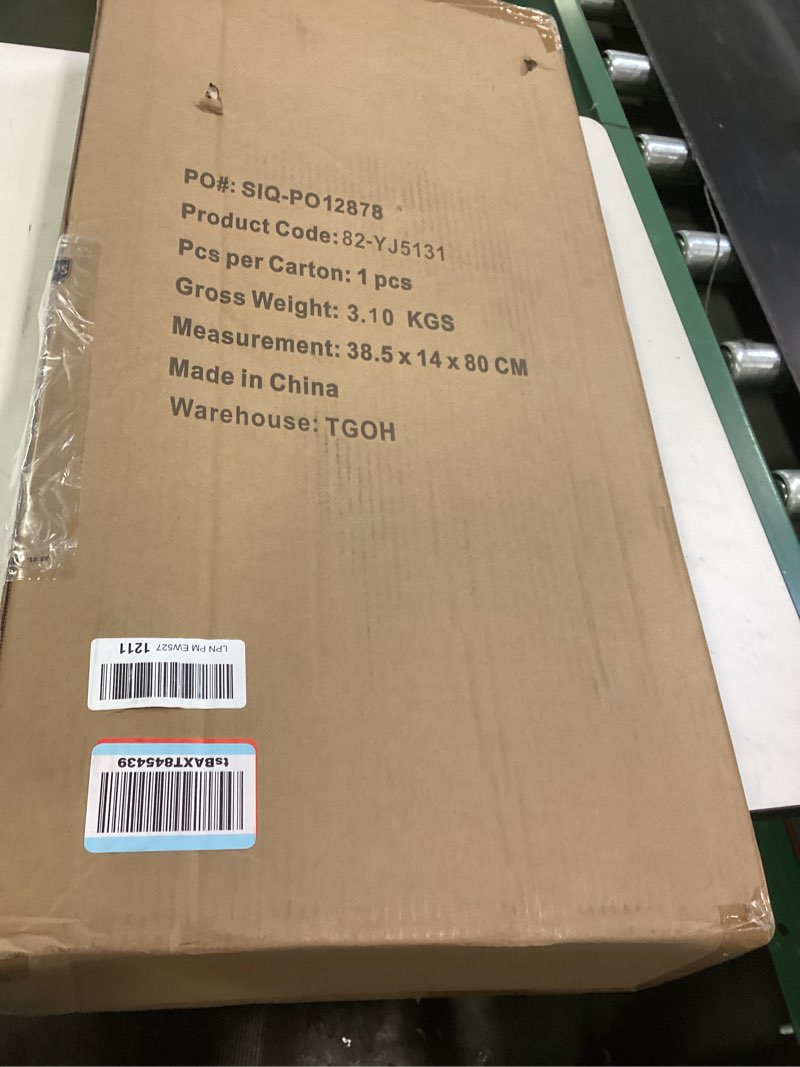 PO#: SIQ-PO12878
Product Code: 82-YJ5131
Pcs per Carton: 1 pcs
Gross Weight: 3.10 KGS
Measurement: 38.5 x 14 x 80 CM
Made in China
Warehouse: TGOH
LPN PM EW527 1211
tsBAXT845439